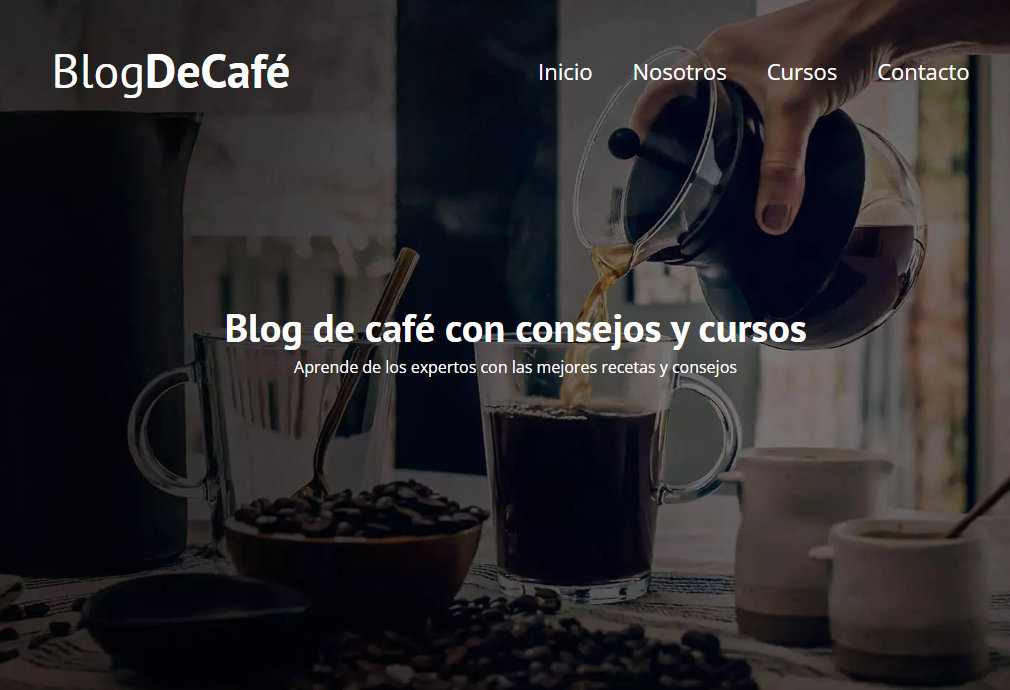 BlogDeCafé
Inicio Nosotros Cursos Contacto
Blog de café con consejos y cursos
Aprende de los expertos con las mejores recetas y consejos